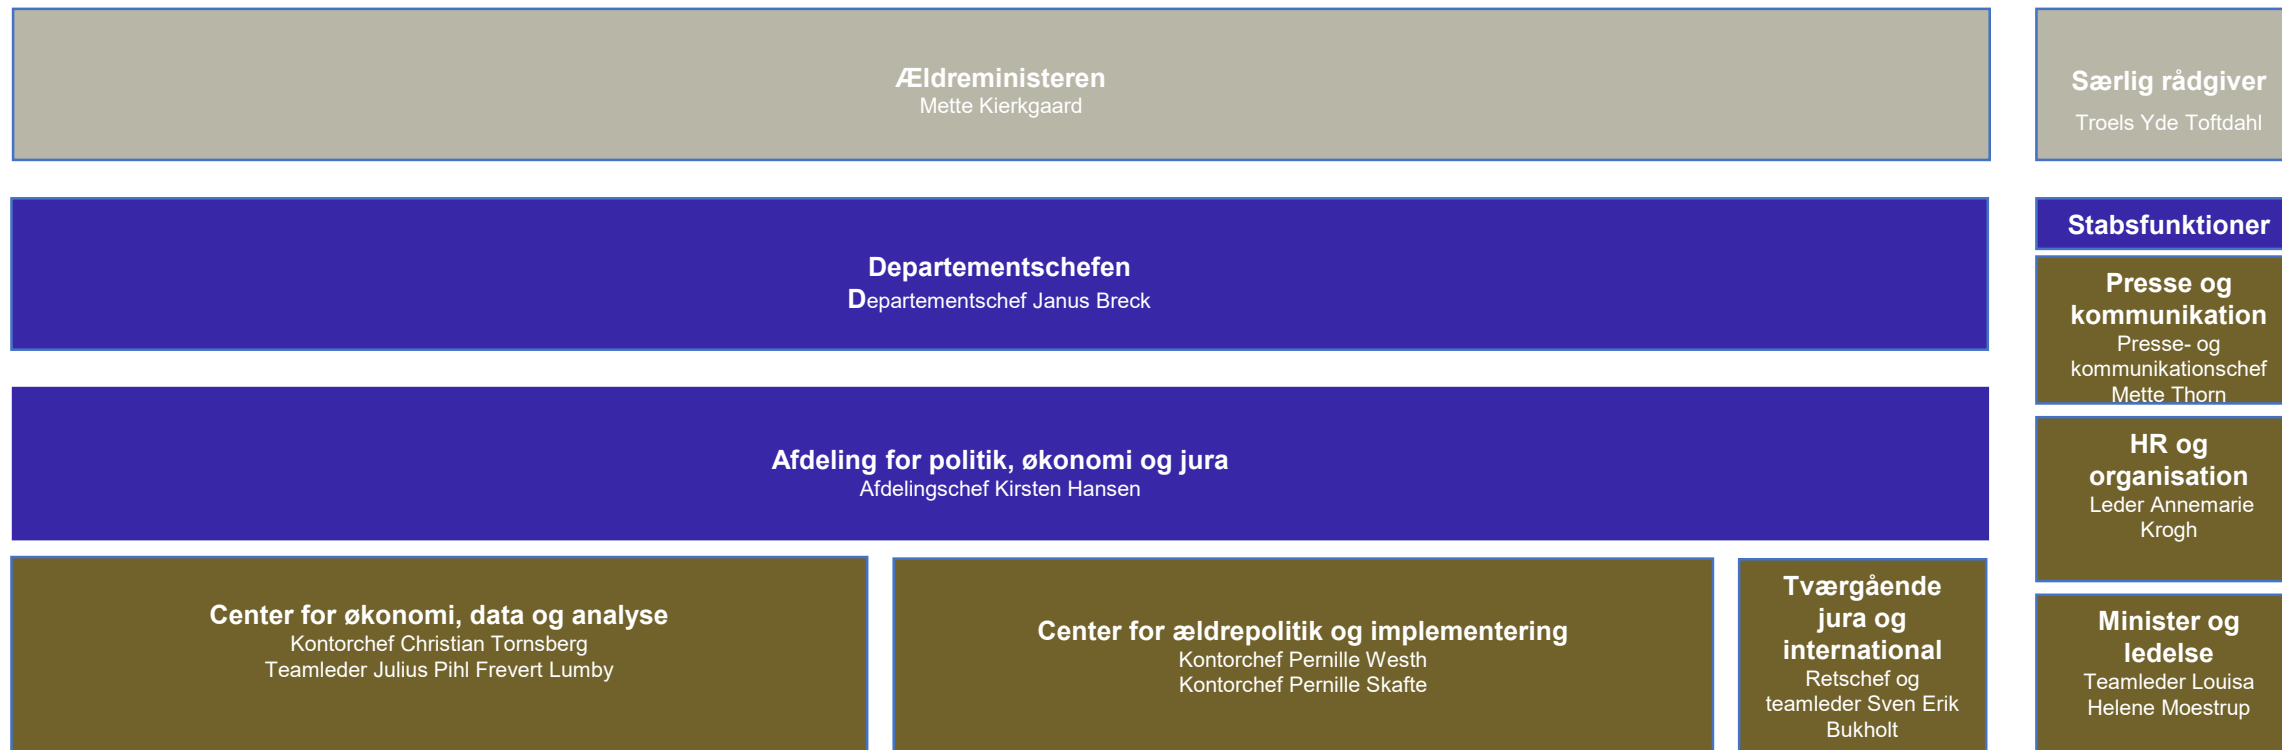 Ældreministeren
Mette Kierkgaard
Særlig rådgiver
Troels Yde Toftdahl
Departementschefen
Departementschef Janus Breck
Stabsfunktioner
Presse og
kommunikation
Presse- og
kommunikationschef
Mette Thorn
Afdeling for politik, økonomi og jura
Afdelingschef Kirsten Hansen
HR og
organisation
Leder Annemarie
Krogh
Center for økonomi, data og analyse
Kontorchef Christian Tornsberg
Teamleder Julius Pihl Frevert Lumby
Center for ældrepolitik og implementering
Kontorchef Pernille Westh
Kontorchef Pernille Skafte
Tværgående
jura og
international
Retschef og
teamleder Sven Erik
Bukholt
Minister og
ledelse
Teamleder Louisa
Helene Moestrup